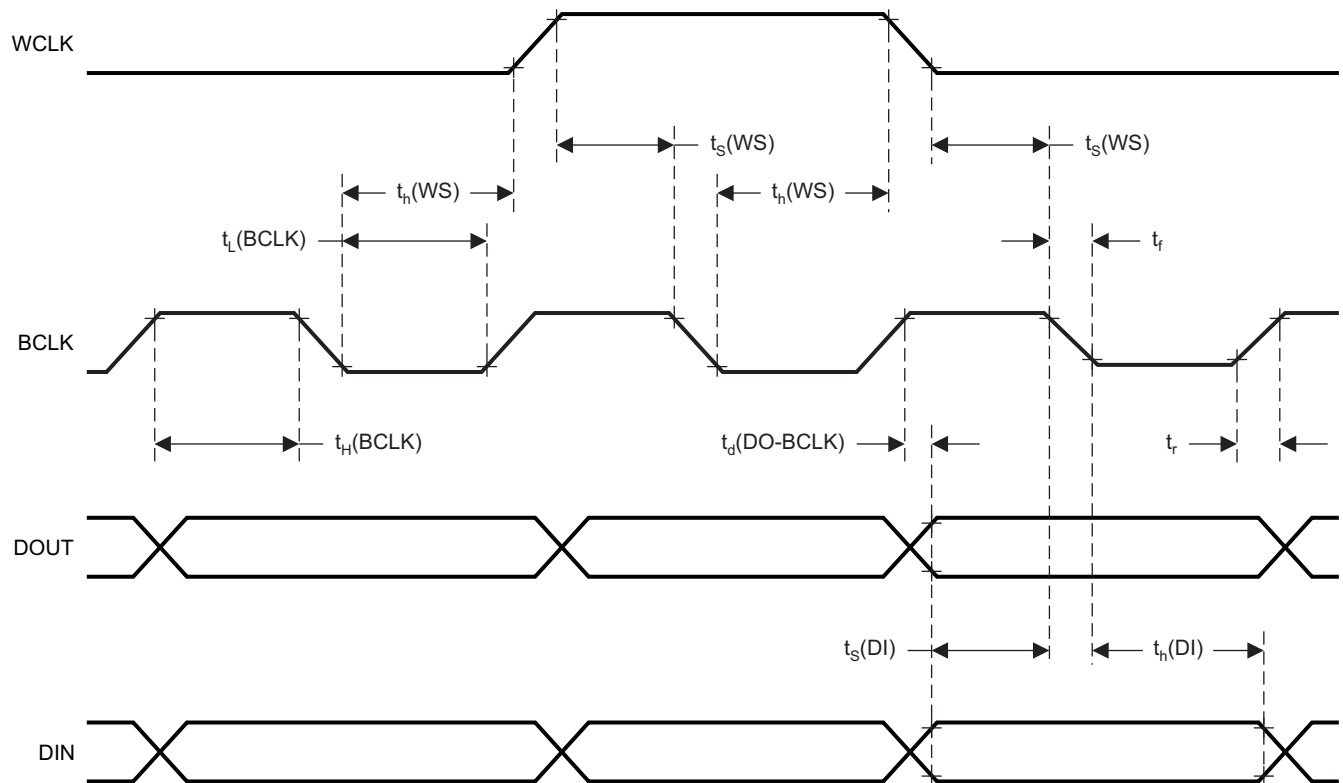 WCLK
tS(WS) tS(WS)
th(WS) th(WS)
tL(BCLK) tf
BCLK
tH(BCLK) td(DO-BCLK) tr
DOUT
tS(DI) th(DI)
DIN